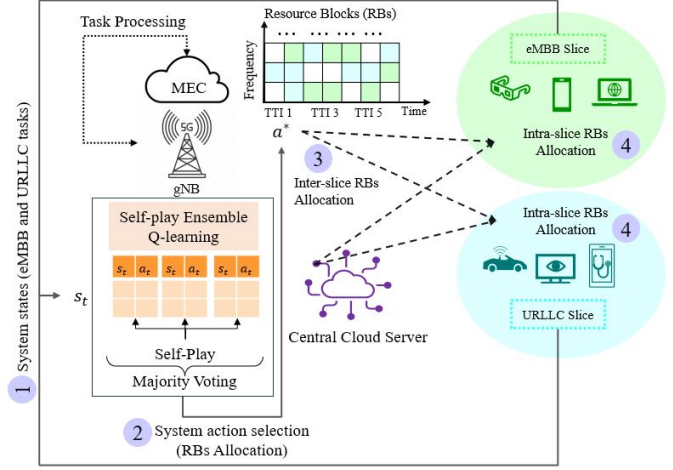 Task Processing
MEC
5G
gNB
Resource Blocks (RBs)
... ... ...
Frequency
TTI 1 TTI 3 TTI 5 Time
a*
3
Inter-slice RBs
Allocation
eMBB Slice
Intra-slice RBs
Allocation
4
Intra-slice RBs
Allocation
4
URLLC Slice
Central Cloud Server
1 System states (eMBB and URLLC tasks)
s_t
Self-play Ensemble
Q-learning
s_t a_t s_t a_t s_t a_t
Self-Play
Majority Voting
2 System action selection
(RBs Allocation)